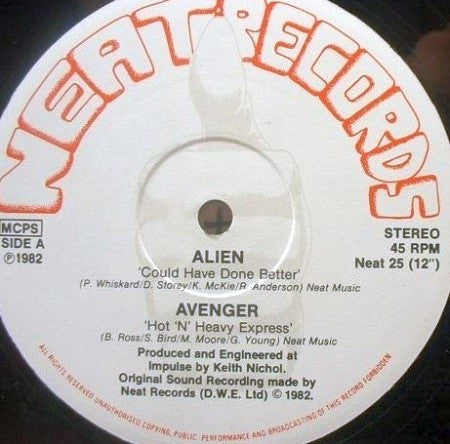 NEAT RECORDS
MCPS
SIDE A
℗1982
STEREO
45 RPM
Neat 25 (12")
ALIEN
'Could Have Done Better'
(P. Whiskard/D. Storey/K. McKie/R. Anderson) Neat Music
AVENGER
'Hot 'N' Heavy Express'
(B. Ross/S. Bird/M. Moore/G. Young) Neat Music
Produced and Engineered at
Impulse by Keith Nichol.
Original Sound Recording made by
Neat Records (D.W.E. Ltd) © 1982.
ALL RIGHTS RESERVED. UNAUTHORISED COPYING, PUBLIC PERFORMANCE AND BROADCASTING OF THIS RECORD FORBIDDEN